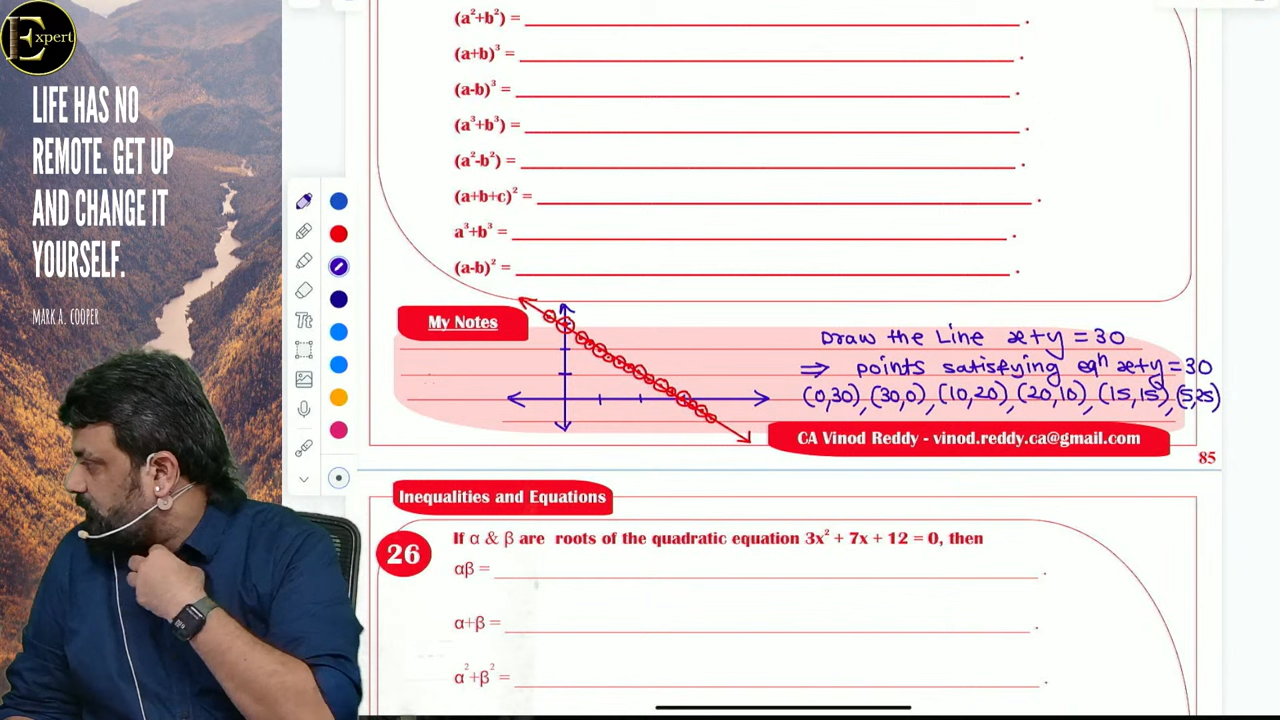 Expert
LIFE HAS NO
REMOTE. GET UP
AND CHANGE IT
YOURSELF.
MARK A. COOPER
(a²+b²) = .
(a+b)³ = .
(a-b)³ = .
(a³+b³) = .
(a²-b²) = .
(a+b+c)² = .
a³+b³ = .
(a-b)² = .
My Notes
Draw the Line x+y = 30
⇒ points satisfying eqⁿ x+y = 30
(0,30), (30,0), (10,20), (20,10), (15,15), (5,25)
CA Vinod Reddy - vinod.reddy.ca@gmail.com
85
Inequalities and Equations
26
If α & β are roots of the quadratic equation 3x² + 7x + 12 = 0, then
αβ = .
α+β = .
α²+β² = .
Tt